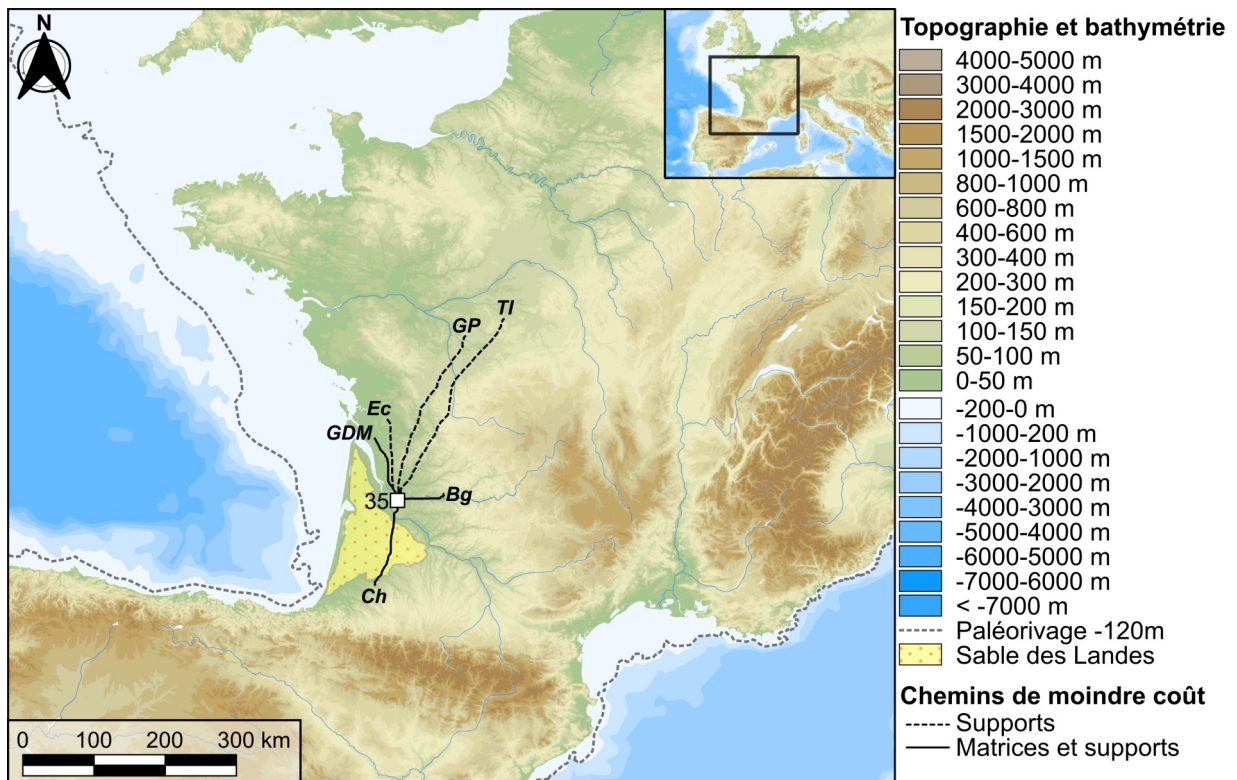 N
TI
GP
Ec
GDM
35
Bg
Ch
0 100 200 300 km
Topographie et bathymétrie
4000-5000 m
3000-4000 m
2000-3000 m
1500-2000 m
1000-1500 m
800-1000 m
600-800 m
400-600 m
300-400 m
200-300 m
150-200 m
100-150 m
50-100 m
0-50 m
-200-0 m
-1000-200 m
-2000-1000 m
-3000-2000 m
-4000-3000 m
-5000-4000 m
-6000-5000 m
-7000-6000 m
< -7000 m
Paléorivage -120m
Sable des Landes
Chemins de moindre coût
Supports
Matrices et supports